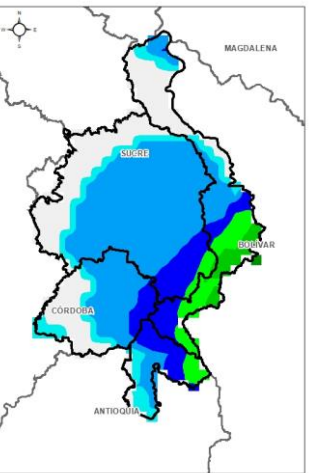 N
W
E
S
MAGDALENA
SUCRE
BOLIVAR
CÓRDOBA
ANTIOQUIA